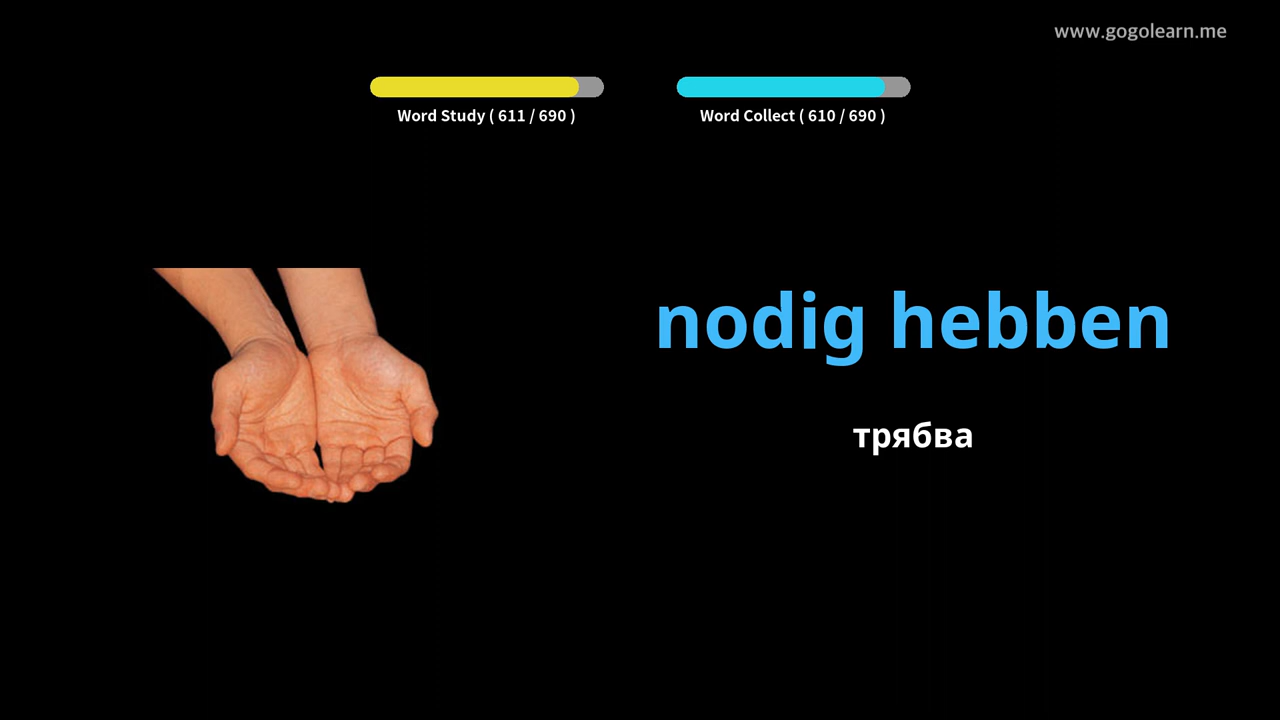 www.gogolearn.me
Word Study ( 611 / 690 )
Word Collect ( 610 / 690 )
nodig hebben
трябва